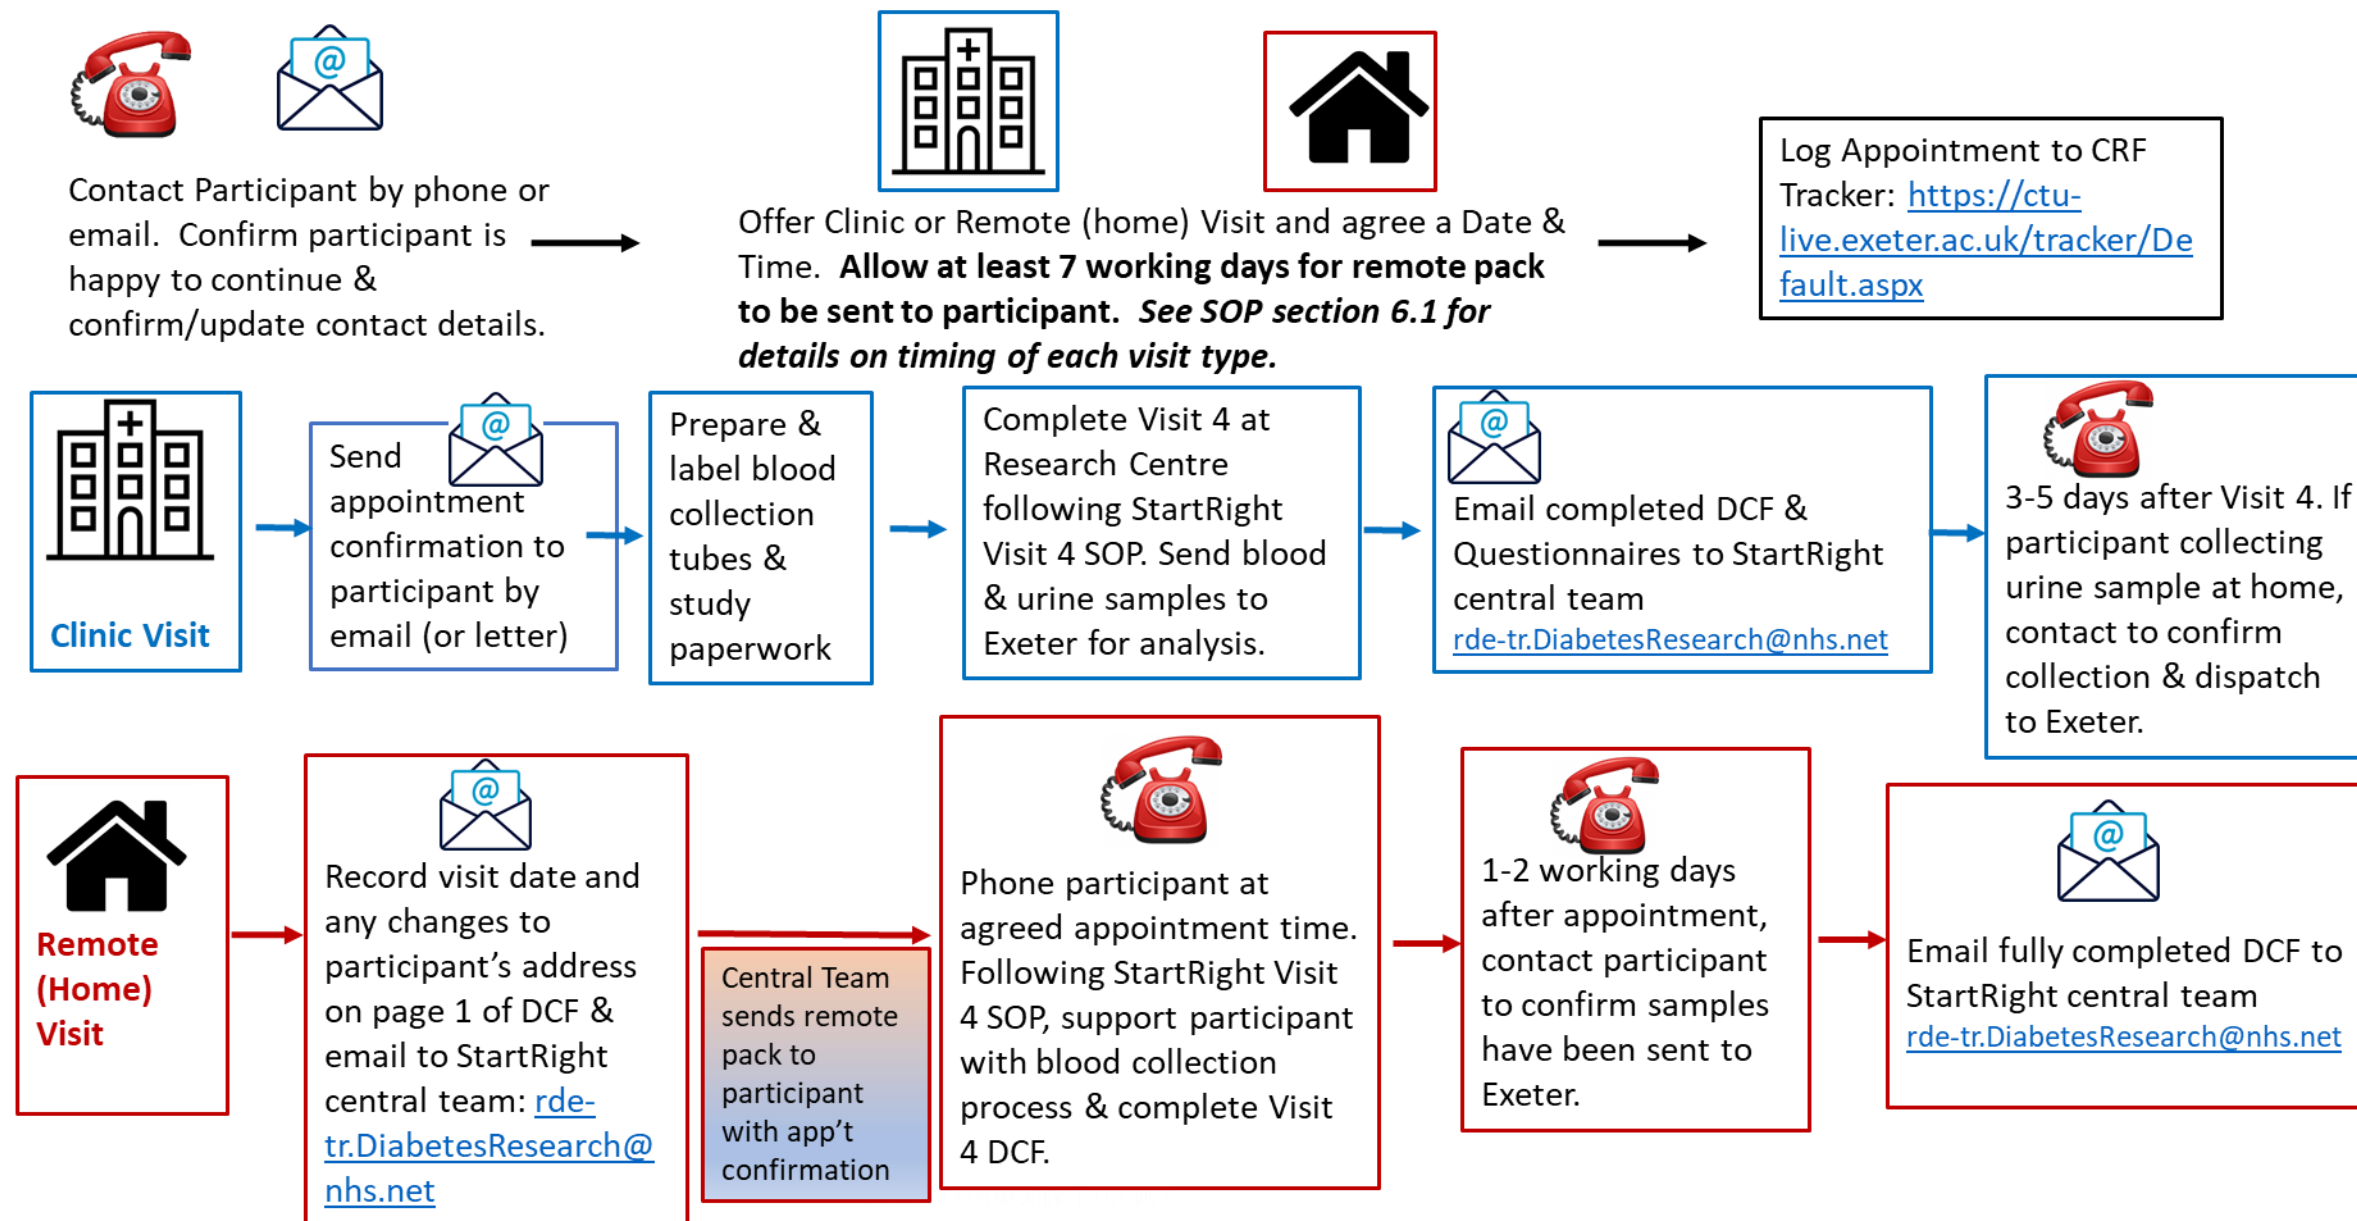 Contact Participant by phone or
email.  Confirm participant is
happy to continue &
confirm/update contact details.
Offer Clinic or Remote (home) Visit and agree a Date &
Time.  Allow at least 7 working days for remote pack
to be sent to participant.  See SOP section 6.1 for
details on timing of each visit type.
Log Appointment to CRF
Tracker: https://ctu-
live.exeter.ac.uk/tracker/De
fault.aspx
Clinic Visit
@
Send
appointment
confirmation to
participant by
email (or letter)
Prepare &
label blood
collection
tubes &
study
paperwork
Complete Visit 4 at
Research Centre
following StartRight
Visit 4 SOP. Send blood
& urine samples to
Exeter for analysis.
@
Email completed DCF &
Questionnaires to StartRight
central team
rde-tr.DiabetesResearch@nhs.net
3-5 days after Visit 4. If
participant collecting
urine sample at home,
contact to confirm
collection & dispatch
to Exeter.
Remote
(Home)
Visit
@
Record visit date and
any changes to
participant’s address
on page 1 of DCF &
email to StartRight
central team: rde-
tr.DiabetesResearch@
nhs.net
Central Team
sends remote
pack to
participant
with app’t
confirmation
Phone participant at
agreed appointment time.
Following StartRight Visit
4 SOP, support participant
with blood collection
process & complete Visit
4 DCF.
1-2 working days
after appointment,
contact participant
to confirm samples
have been sent to
Exeter.
@
Email fully completed DCF to
StartRight central team
rde-tr.DiabetesResearch@nhs.net